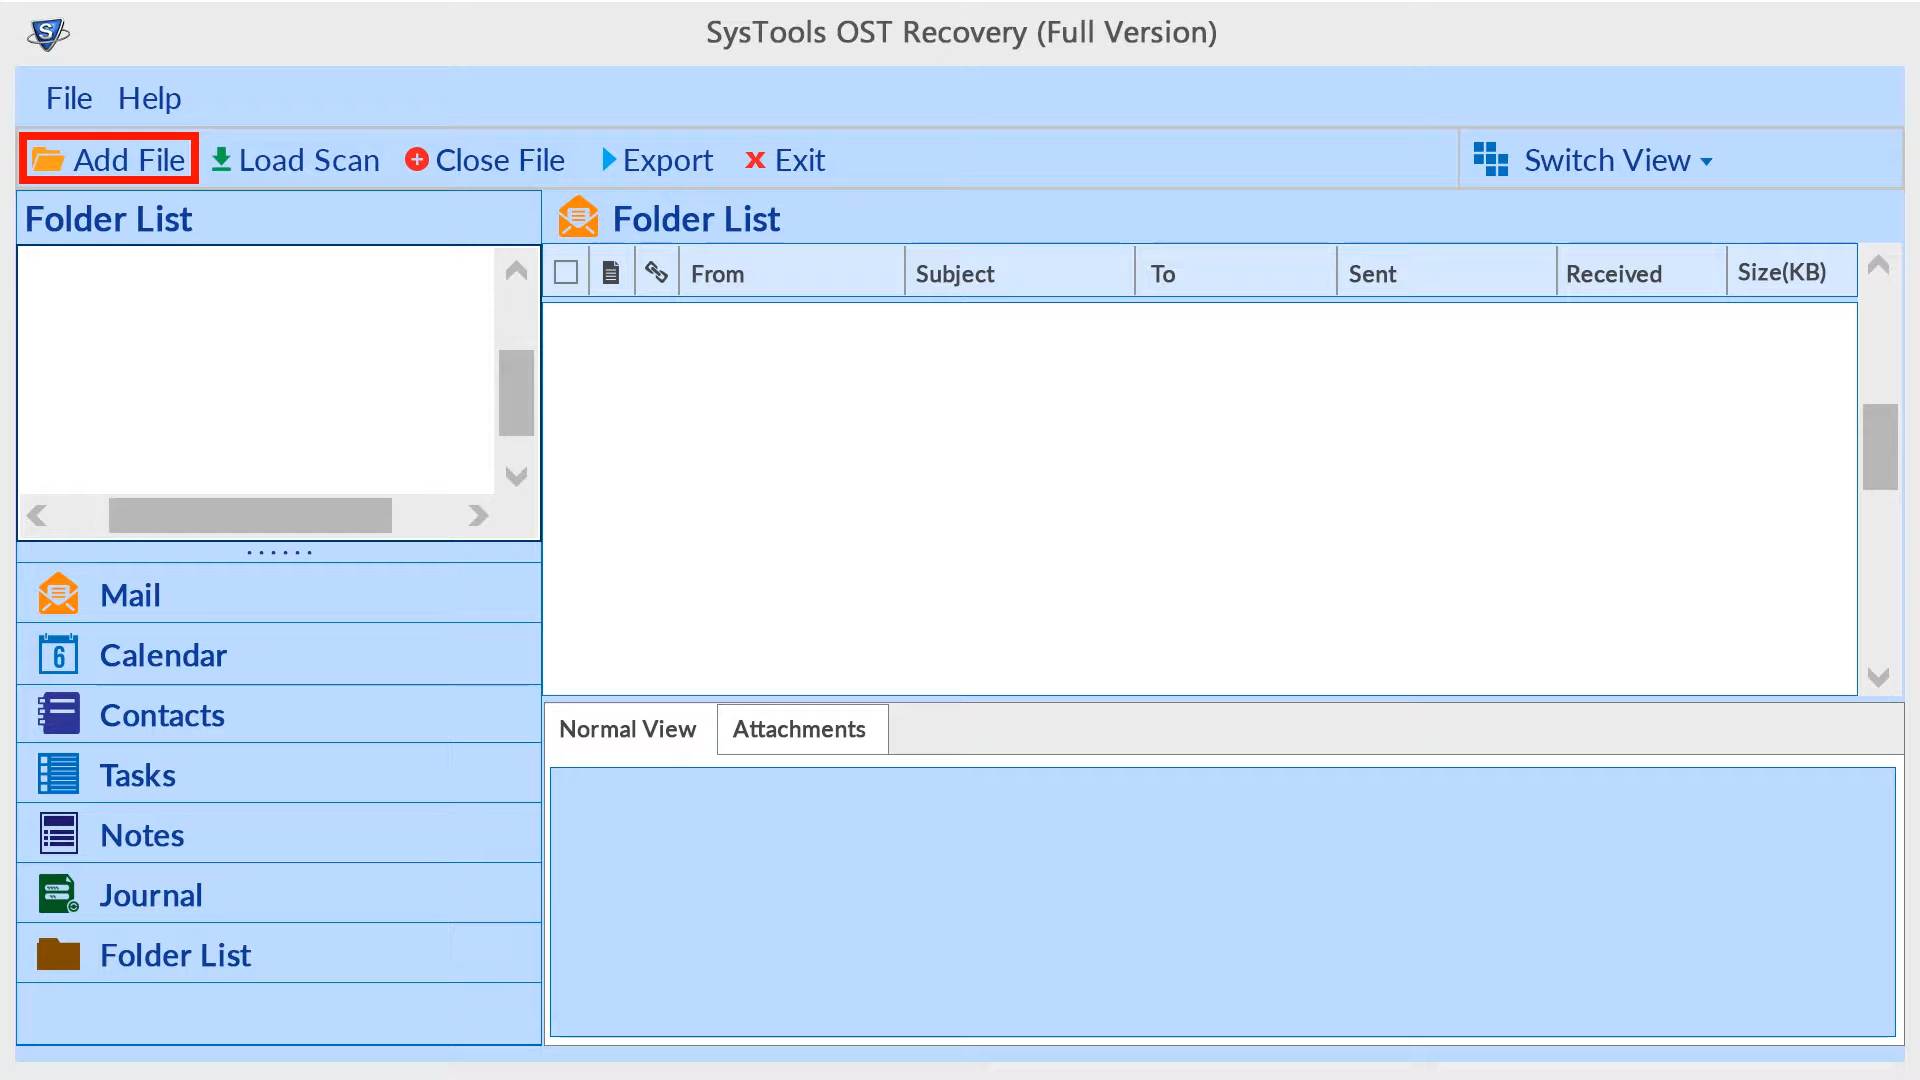 SysTools OST Recovery (Full Version)
File Help
Add File Load Scan Close File Export Exit Switch View
Folder List
Folder List
From Subject To Sent Received Size(KB)
Mail
6 Calendar
Contacts
Tasks
Notes
Journal
Folder List
Normal View Attachments